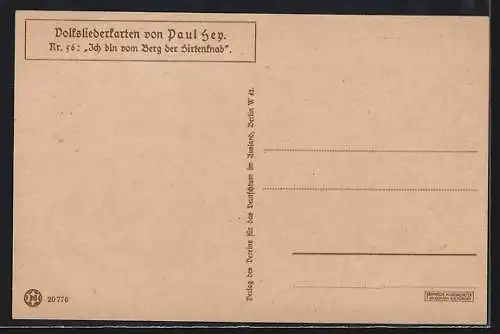 Volksliederkarten von Paul Hey.
Nr. 56: „Ich bin vom Berg der Hirtenknab".
Verlag des Vereins für das Deutschtum im Ausland, Berlin W 62.
20776